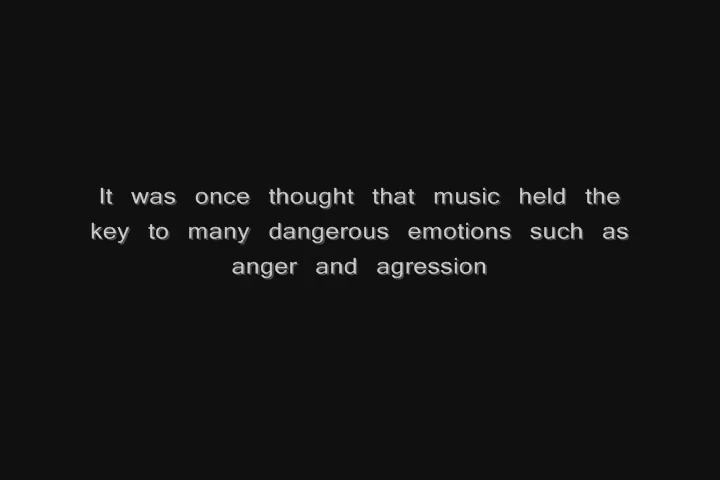 It was once thought that music held the
key to many dangerous emotions such as
anger and agression